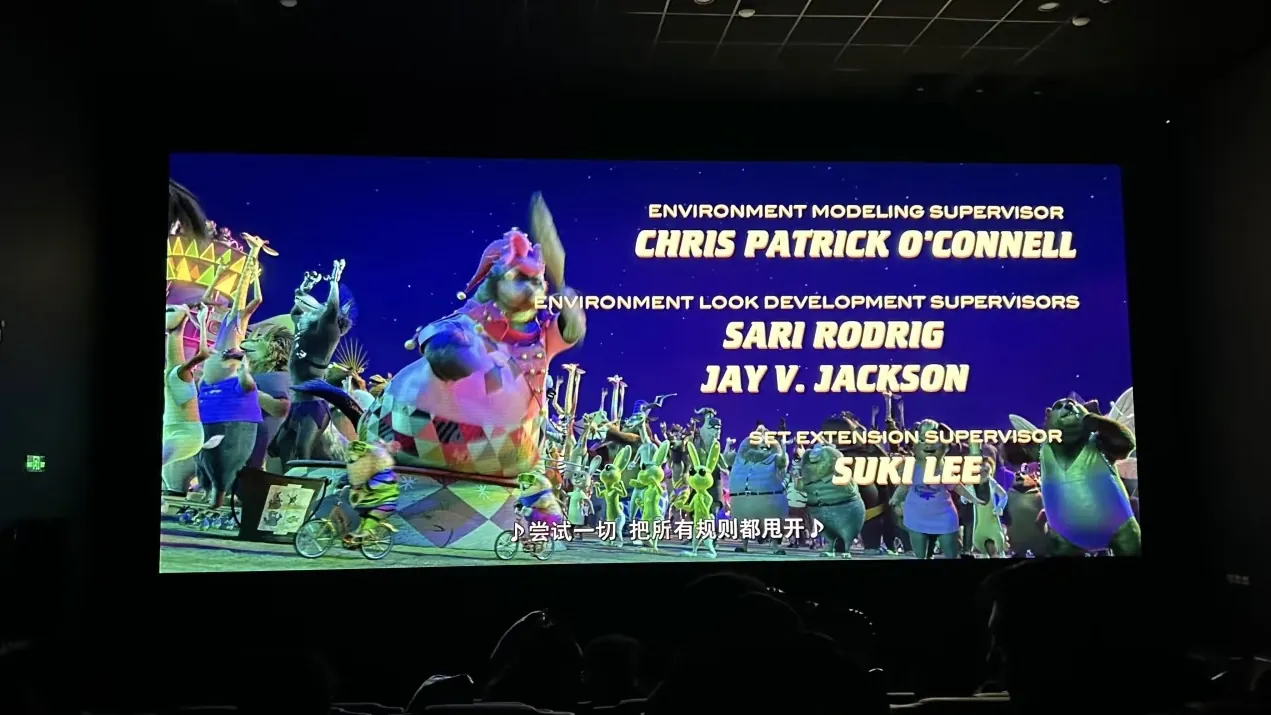 ENVIRONMENT MODELING SUPERVISOR
CHRIS PATRICK O'CONNELL
ENVIRONMENT LOOK DEVELOPMENT SUPERVISORS
SARI RODRIG
JAY V. JACKSON
SET EXTENSION SUPERVISOR
SUKI LEE
♪尝试一切 把所有规则都甩开♪